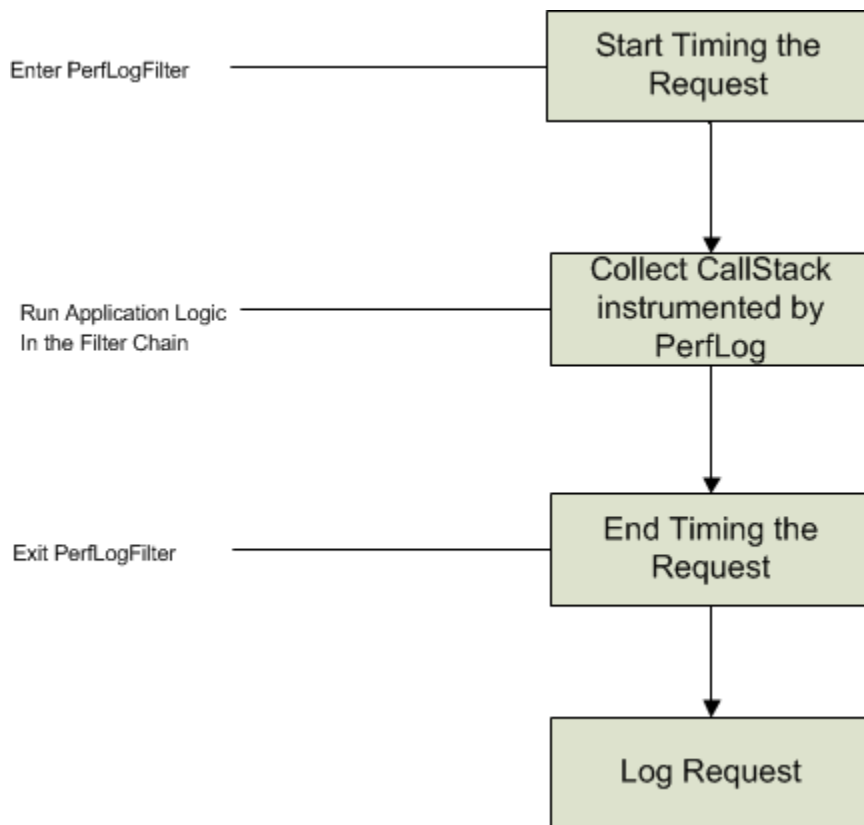 Enter PerfLogFilter
Start Timing the
Request
Run Application Logic
In the Filter Chain
Collect CallStack
instrumented by
PerfLog
Exit PerfLogFilter
End Timing the
Request
Log Request